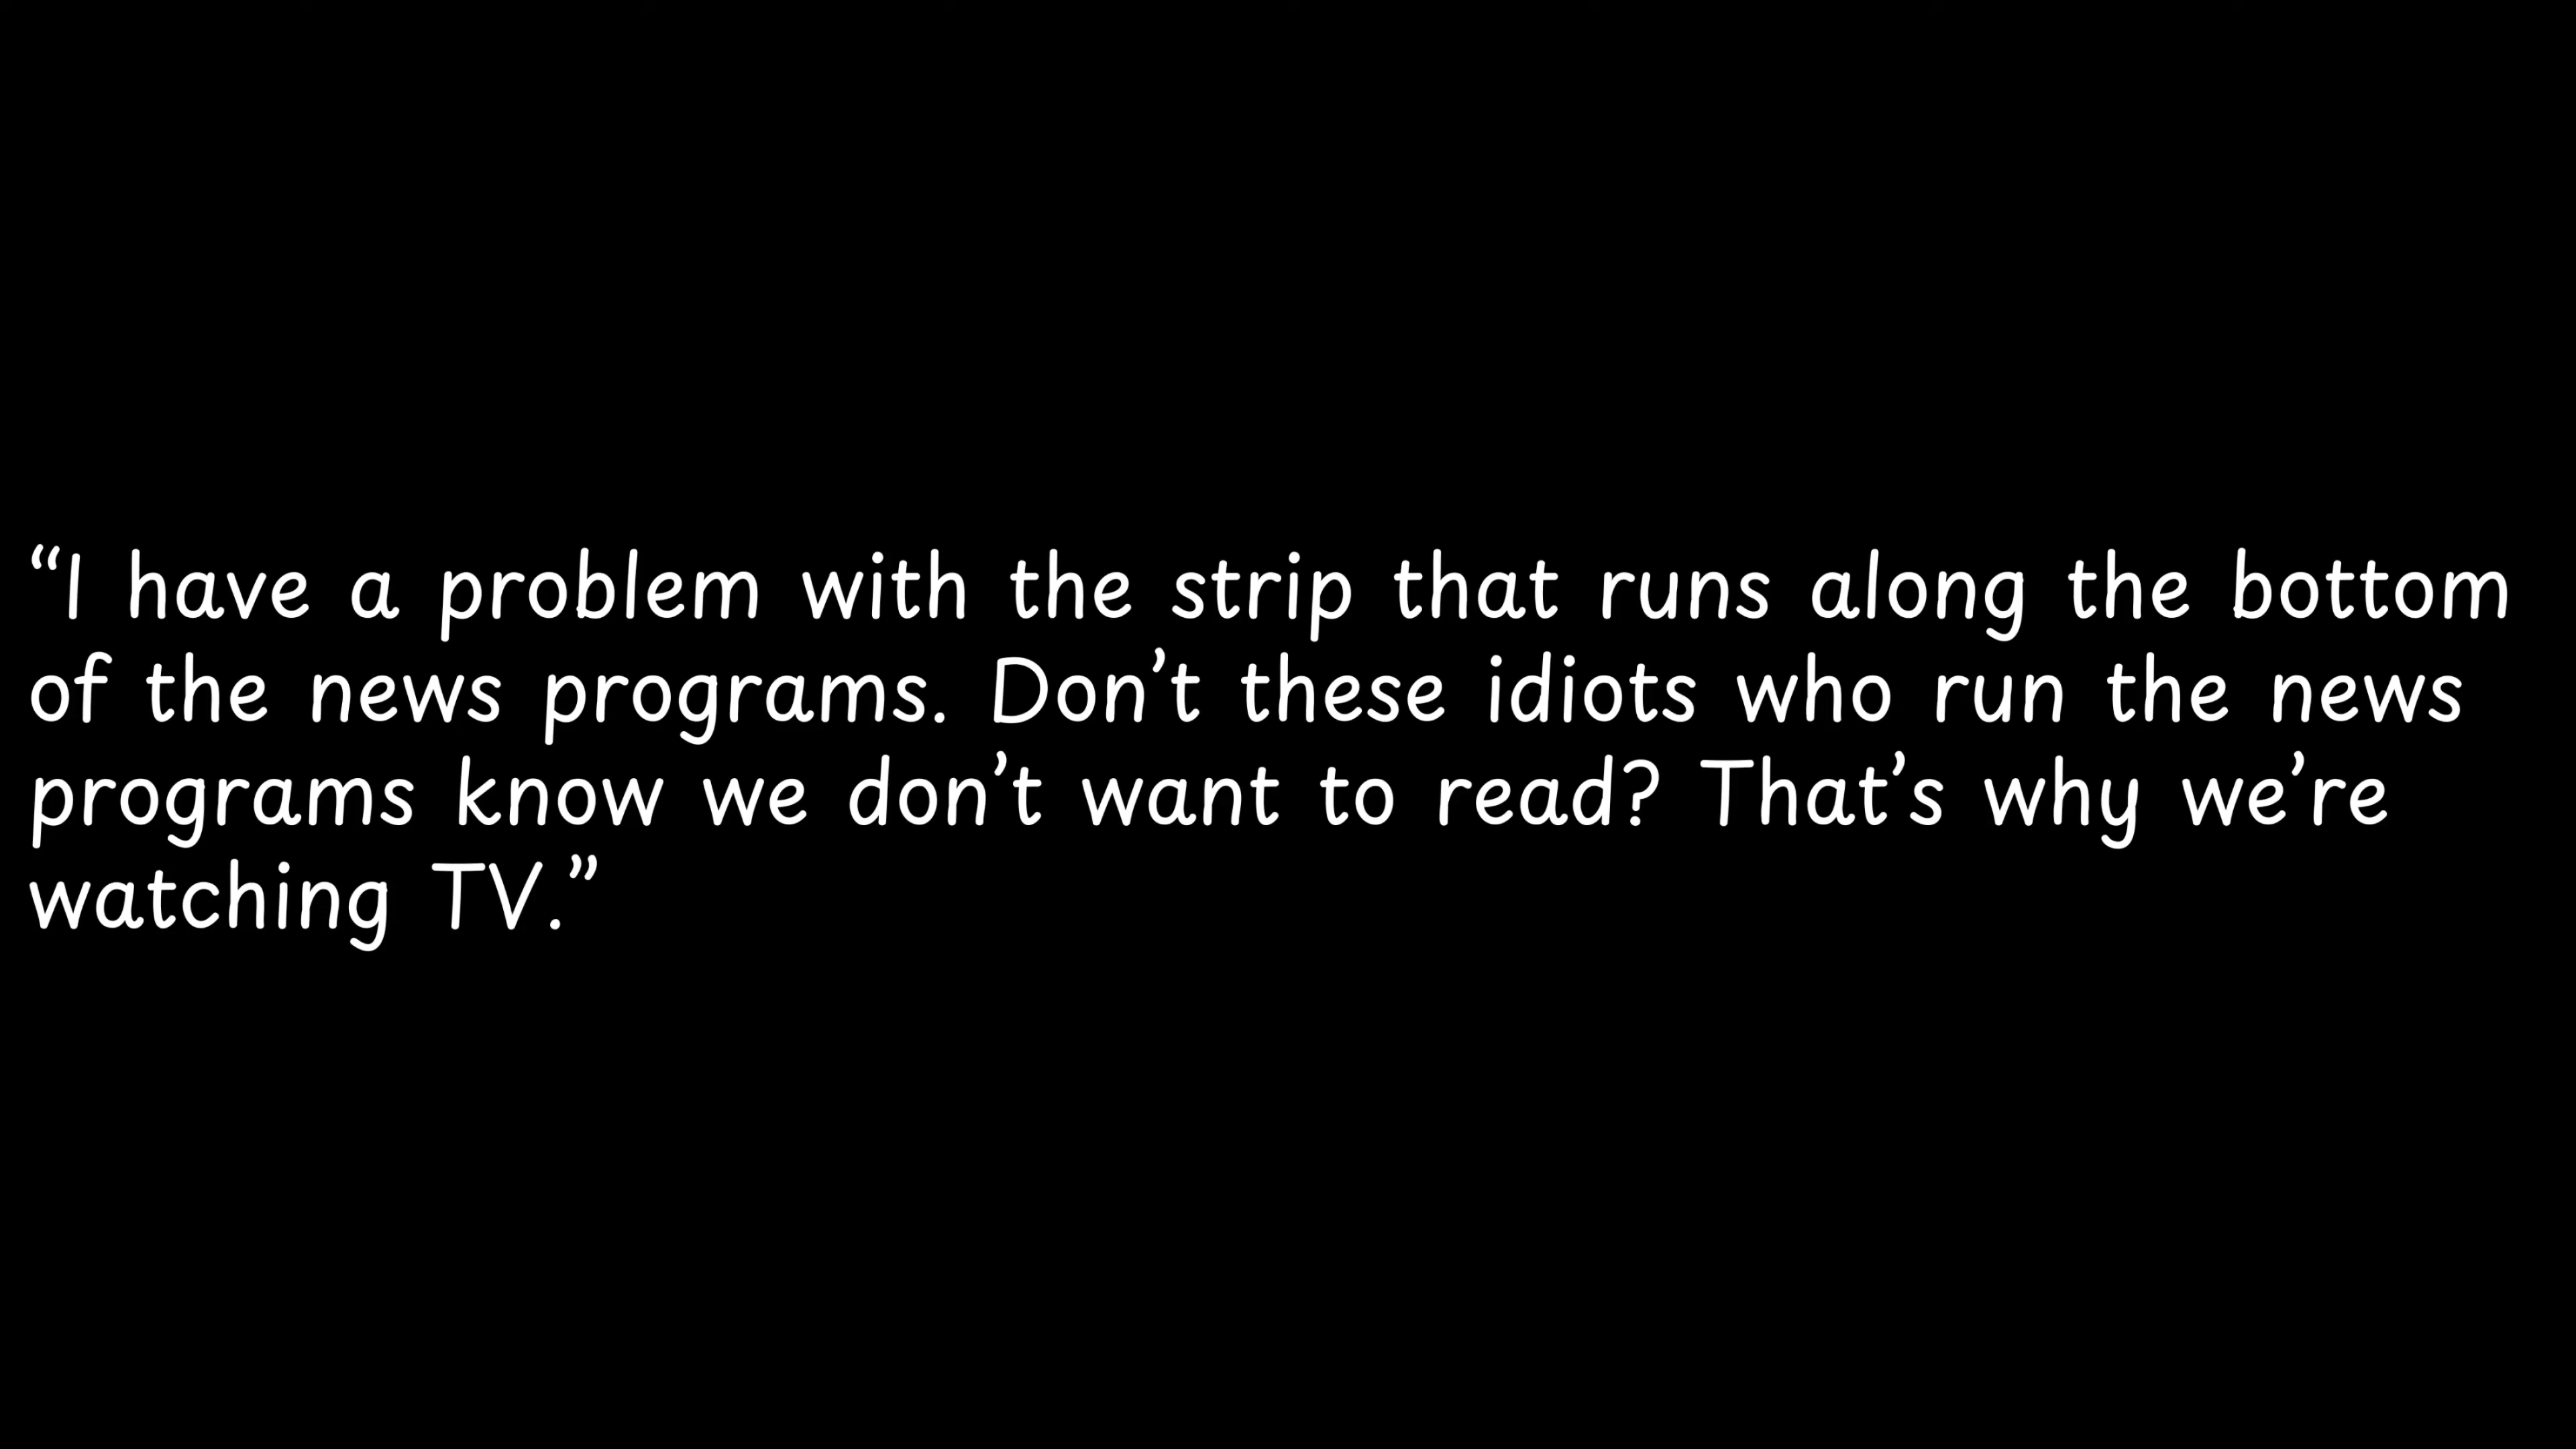 “I have a problem with the strip that runs along the bottom
of the news programs. Don’t these idiots who run the news
programs know we don’t want to read? That’s why we’re
watching TV.”